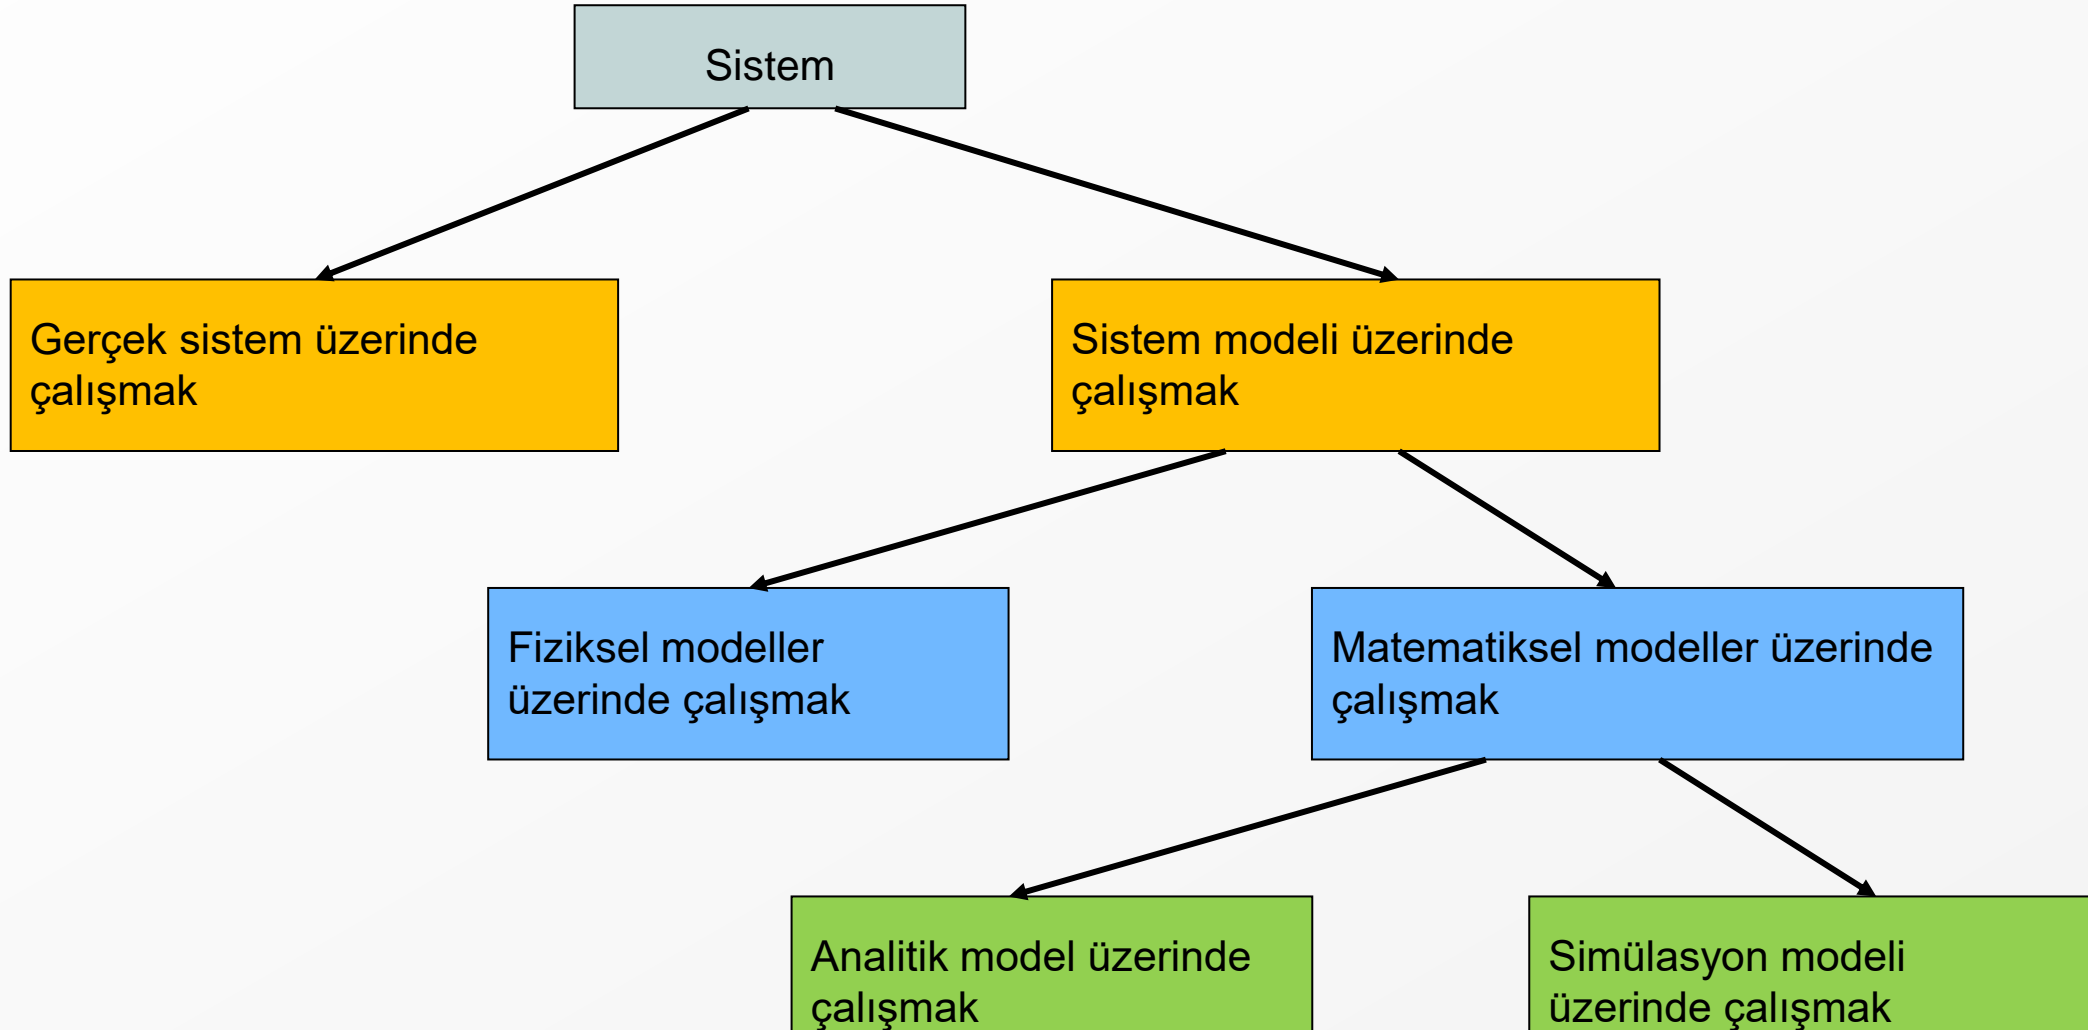 Sistem
Gerçek sistem üzerinde
çalışmak
Sistem modeli üzerinde
çalışmak
Fiziksel modeller
üzerinde çalışmak
Matematiksel modeller üzerinde
çalışmak
Analitik model üzerinde
çalışmak
Simülasyon modeli
üzerinde çalışmak